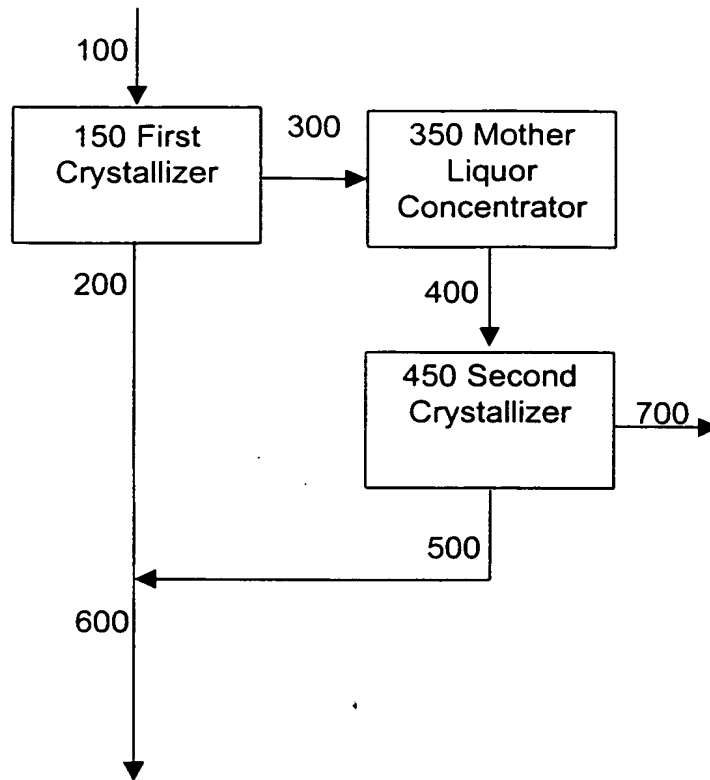 100
150 First
Crystallizer
300
350 Mother
Liquor
Concentrator
200
400
450 Second
Crystallizer
700
500
600